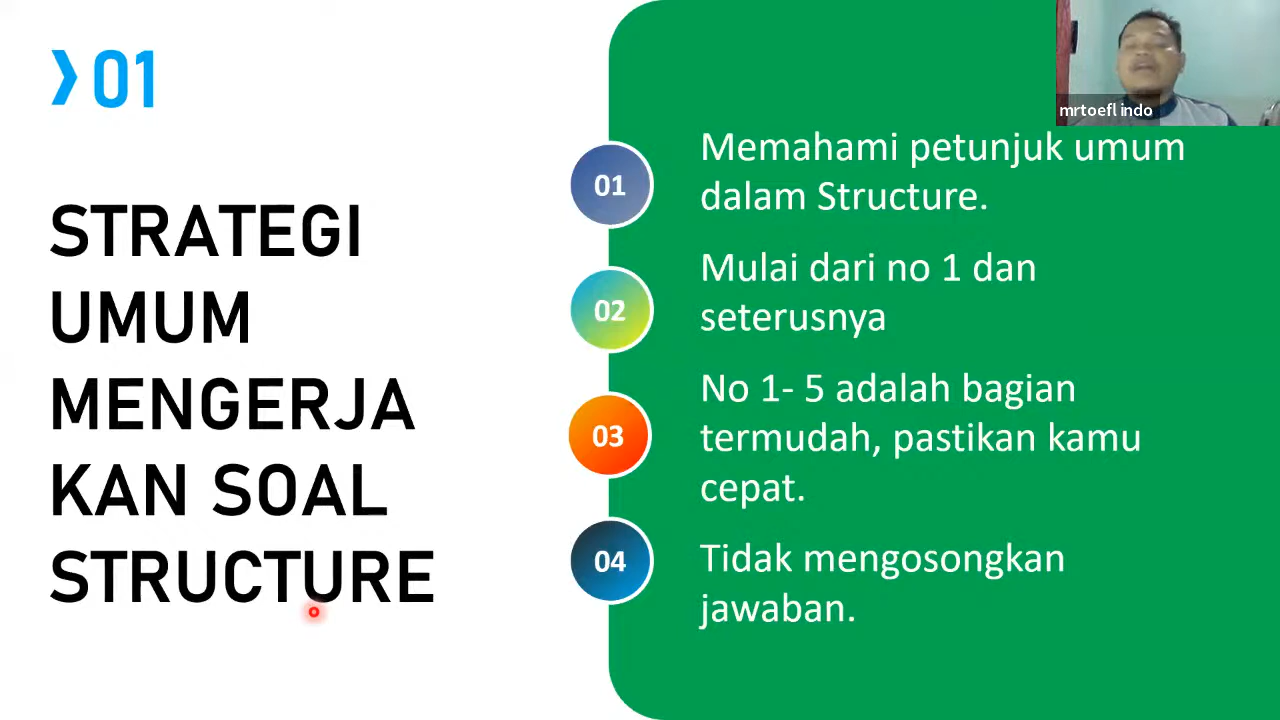 01
STRATEGI
UMUM
MENGERJA
KAN SOAL
STRUCTURE
mrtoefl indo
01
Memahami petunjuk umum
dalam Structure.
02
Mulai dari no 1 dan
seterusnya
03
No 1- 5 adalah bagian
termudah, pastikan kamu
cepat.
04
Tidak mengosongkan
jawaban.